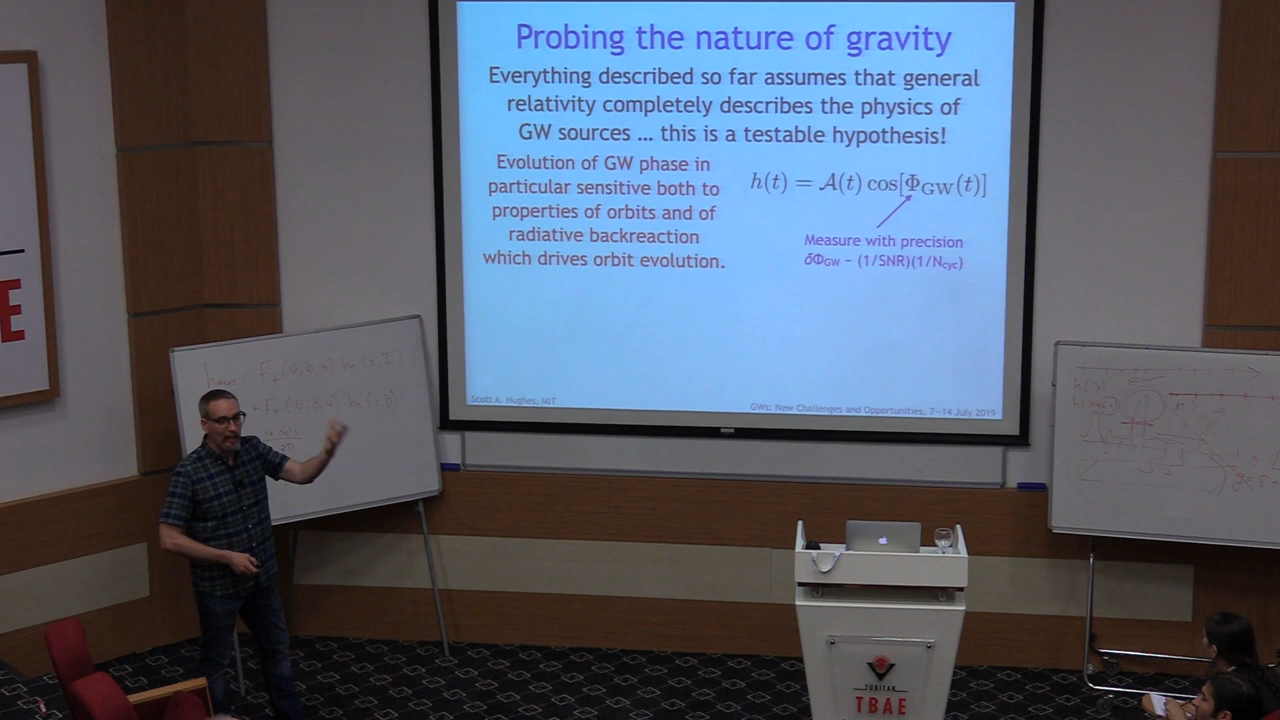 Probing the nature of gravity
Everything described so far assumes that general
relativity completely describes the physics of
GW sources … this is a testable hypothesis!
Evolution of GW phase in
particular sensitive both to
properties of orbits and of
radiative backreaction
which drives orbit evolution.
h(t) = 𝒜(t) cos[Φ_GW(t)]
Measure with precision
δΦGW ~ (1/SNR)(1/Ncyc)
Scott A. Hughes, MIT
GWs: New Challenges and Opportunities, 7–14 July 2019
E
TÜBİTAK
TBAE